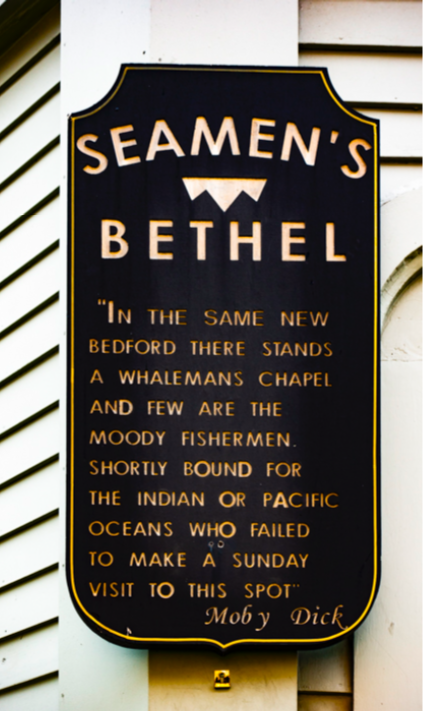 SEAMEN'S
BETHEL
"IN THE SAME NEW
BEDFORD THERE STANDS
A WHALEMANS CHAPEL
AND FEW ARE THE
MOODY FISHERMEN.
SHORTLY BOUND FOR
THE INDIAN OR PACIFIC
OCEANS WHO FAILED
TO MAKE A SUNDAY
VISIT TO THIS SPOT"
Moby Dick